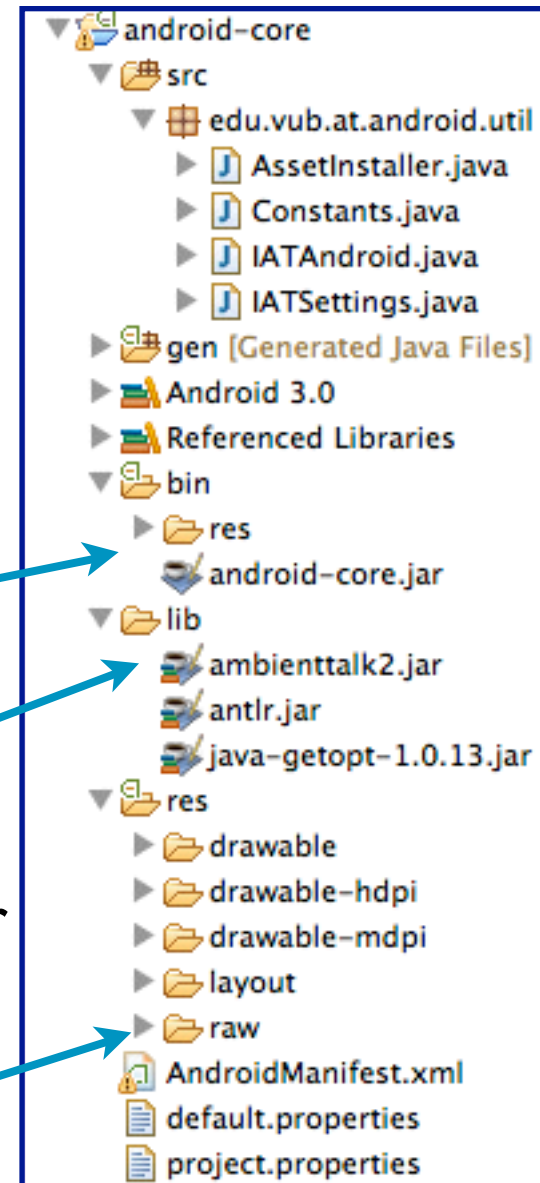 android-core
src
edu.vub.at.android.util
AssetInstaller.java
Constants.java
IATAndroid.java
IATSettings.java
gen [Generated Java Files]
Android 3.0
Referenced Libraries
bin
res
android-core.jar
lib
ambienttalk2.jar
antlr.jar
java-getopt-1.0.13.jar
res
drawable
drawable-hdpi
drawable-mdpi
layout
raw
AndroidManifest.xml
default.properties
project.properties